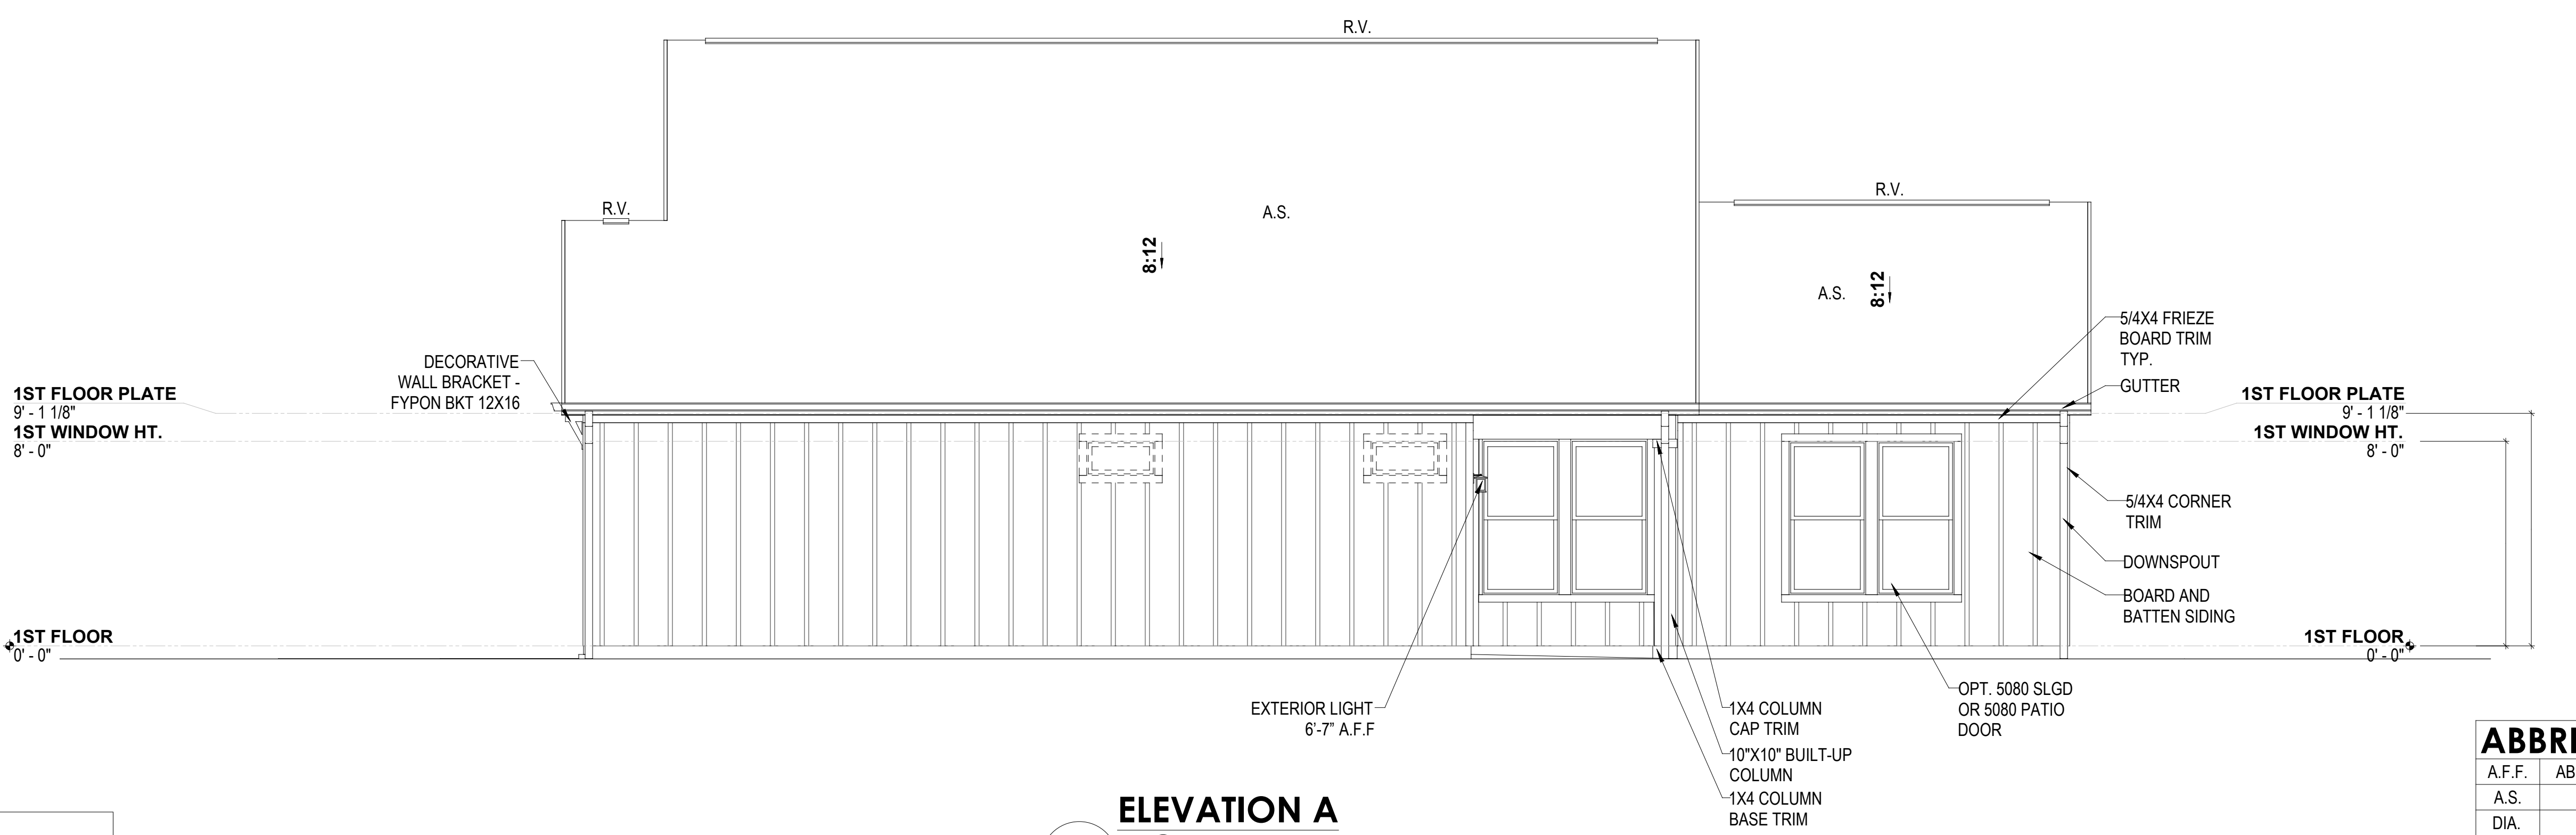 R.V.
R.V.
R.V.
A.S.
8:12
A.S.
8:12
DECORATIVE
WALL BRACKET -
FYPON BKT 12X16
1ST FLOOR PLATE
9' - 1 1/8"
1ST WINDOW HT.
8' - 0"
1ST FLOOR
0' - 0"
5/4X4 FRIEZE
BOARD TRIM
TYP.
GUTTER
1ST FLOOR PLATE
9' - 1 1/8"
1ST WINDOW HT.
8' - 0"
5/4X4 CORNER
TRIM
DOWNSPOUT
BOARD AND
BATTEN SIDING
1ST FLOOR
0' - 0"
EXTERIOR LIGHT
6'-7" A.F.F
1X4 COLUMN
CAP TRIM
10"X10" BUILT-UP
COLUMN
1X4 COLUMN
BASE TRIM
OPT. 5080 SLGD
OR 5080 PATIO
DOOR
ELEVATION A
ABBRE
A.F.F. AB
A.S.
DIA.